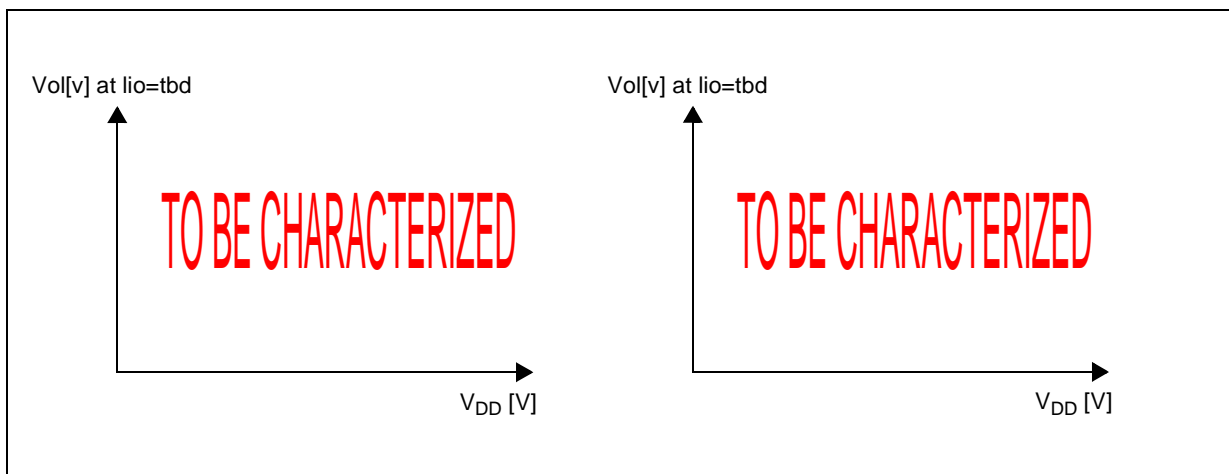 Vol[v] at Iio=tbd
Vol[v] at Iio=tbd
TO BE CHARACTERIZED
TO BE CHARACTERIZED
VDD [V]
VDD [V]